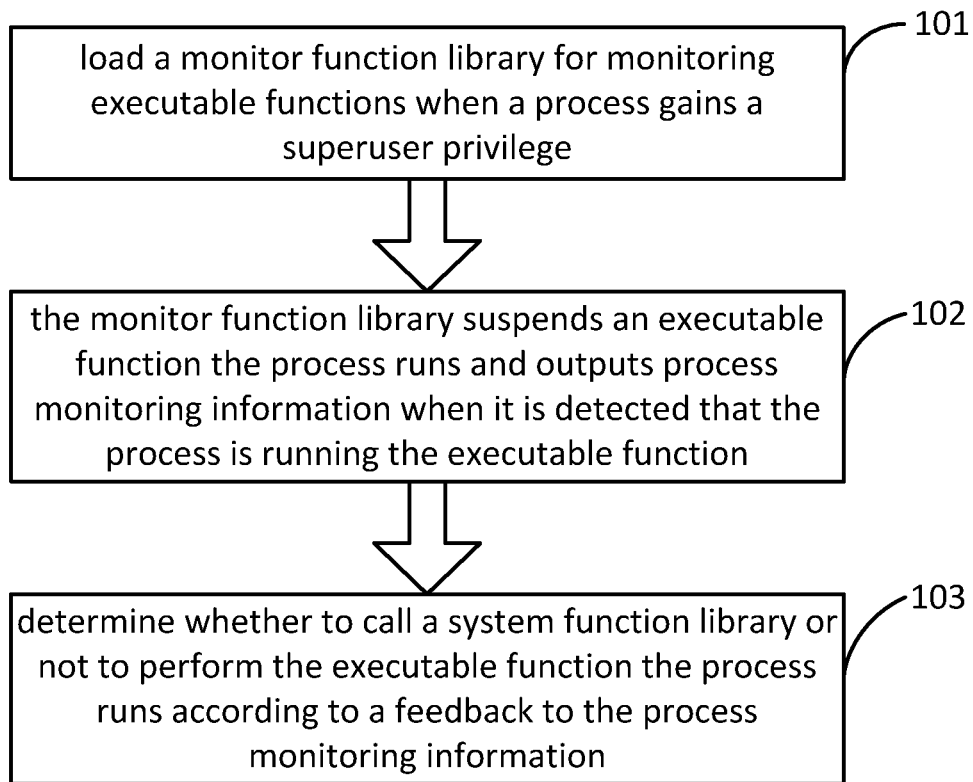 101
load a monitor function library for monitoring
executable functions when a process gains a
superuser privilege
102
the monitor function library suspends an executable
function the process runs and outputs process
monitoring information when it is detected that the
process is running the executable function
103
determine whether to call a system function library or
not to perform the executable function the process
runs according to a feedback to the process
monitoring information